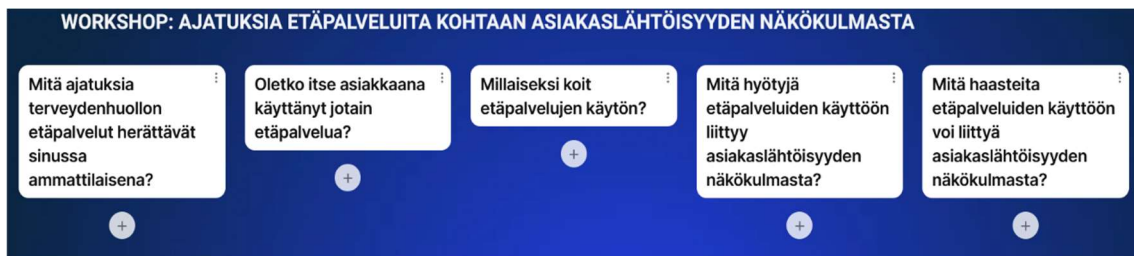 WORKSHOP: AJATUKSIA ETÄPALVELUITA KOHTAAN ASIAKASLÄHTÖISYYDEN NÄKÖKULMASTA
Mitä ajatuksia
terveydenhuollon
etäpalvelut herättävät
sinussa
ammattilaisena?
Oletko itse asiakkaana
käyttänyt jotain
etäpalvelua?
Millaiseksi koit
etäpalvelujen käytön?
Mitä hyötyjä
etäpalveluiden käyttöön
liittyy
asiakaslähtöisyyden
näkökulmasta?
Mitä haasteita
etäpalveluiden käyttöön
voi liittyä
asiakaslähtöisyyden
näkökulmasta?